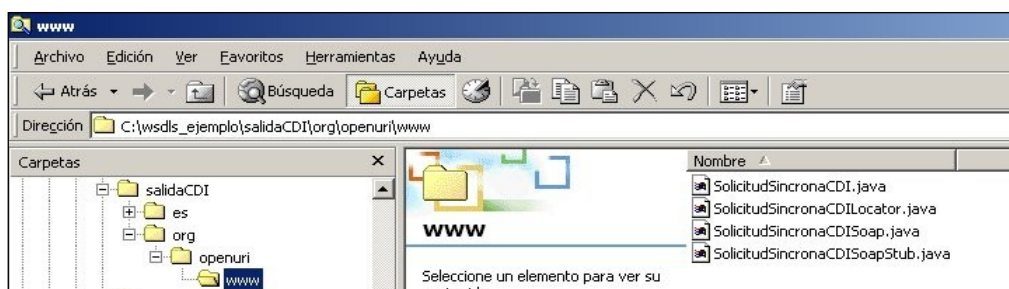 www
Archivo Edición Ver Favoritos Herramientas Ayuda
Atrás Búsqueda Carpetas
Dirección C:\wsdls_ejemplo\salidaCDI\org\openuri\www
Carpetas
salidaCDI
es
org
openuri
www
www
Seleccione un elemento para ver su
Nombre
SolicitudSincronaCDI.java
SolicitudSincronaCDILocator.java
SolicitudSincronaCDISoap.java
SolicitudSincronaCDISoapStub.java